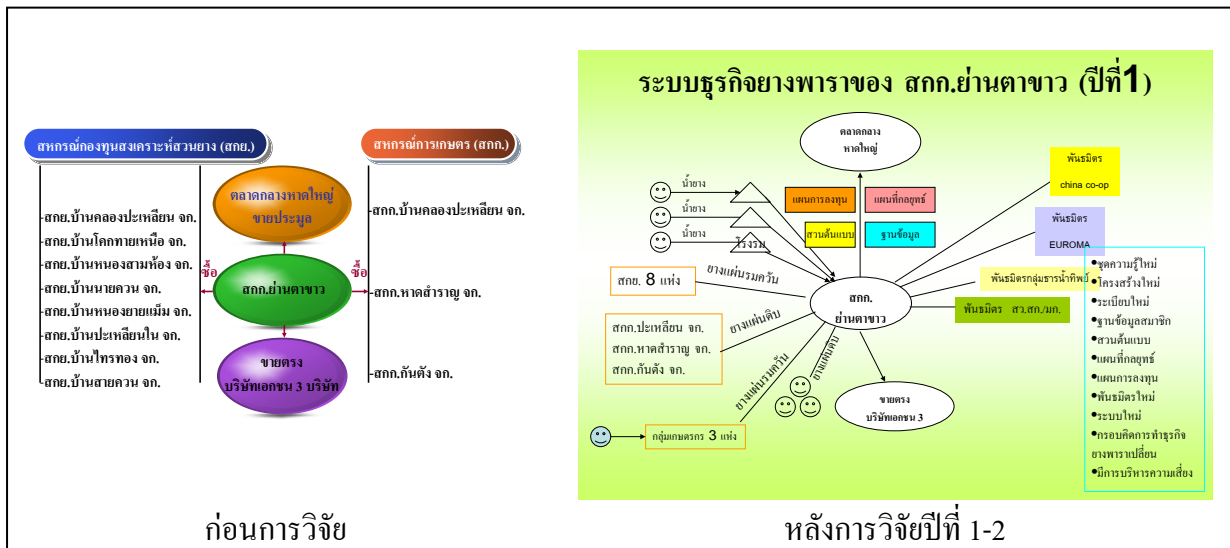 สหกรณ์กองทุนสงเคราะห์สวนยาง (สกย.)
สหกรณ์การเกษตร (สกก.)
-สกย.บ้านคลองปะเหลียน จก.
-สกย.บ้านโคกทายเหนือ จก.
-สกย.บ้านหนองสามห้อง จก.
-สกย.บ้านนายควน จก.
-สกย.บ้านหนองยายแม็ม จก.
-สกย.บ้านปะเหลียนใน จก.
-สกย.บ้านไทรทอง จก.
-สกย.บ้านสายควน จก.
ตลาดกลางหาดใหญ่
ขายประมูล
ซื้อ
สกก.ย่านตาขาว
ซื้อ
ขายตรง
บริษัทเอกชน 3 บริษัท
-สกก.บ้านคลองปะเหลียน จก.
-สกก.หาดสำราญ จก.
-สกก.กันตัง จก.
ก่อนการวิจัย
ระบบธุรกิจยางพาราของ สกก.ย่านตาขาว (ปีที่1)
ตลาดกลาง
หาดใหญ่
น้ำยาง
น้ำยาง
น้ำยาง
โรงรม
แผนการลงทุน
แผนที่กลยุทธ์
สวนต้นแบบ
ฐานข้อมูล
พันธมิตร
china co-op
พันธมิตร
EUROMA
พันธมิตรกลุ่มธารน้ำทิพย์
พันธมิตร สว.สก./มก.
สกย. 8 แห่ง
ยางแผ่นรมควัน
สกก.
ย่านตาขาว
สกก.ปะเหลียน จก.
สกก.หาดสำราญ จก.
สกก.กันตัง จก.
ยางแผ่นดิบ
ยางแผ่นรมควัน
ยางแผ่นดิบ
กลุ่มเกษตรกร 3 แห่ง
ขายตรง
บริษัทเอกชน 3
•ชุดความรู้ใหม่
•โครงสร้างใหม่
•ระเบียบใหม่
•ฐานข้อมูลสมาชิก
•สวนต้นแบบ
•แผนที่กลยุทธ์
•แผนการลงทุน
•พันธมิตรใหม่
•ระบบใหม่
•กรอบคิดการทำธุรกิจ
ยางพาราเปลี่ยน
•มีการบริหารความเสี่ยง
หลังการวิจัยปีที่ 1-2